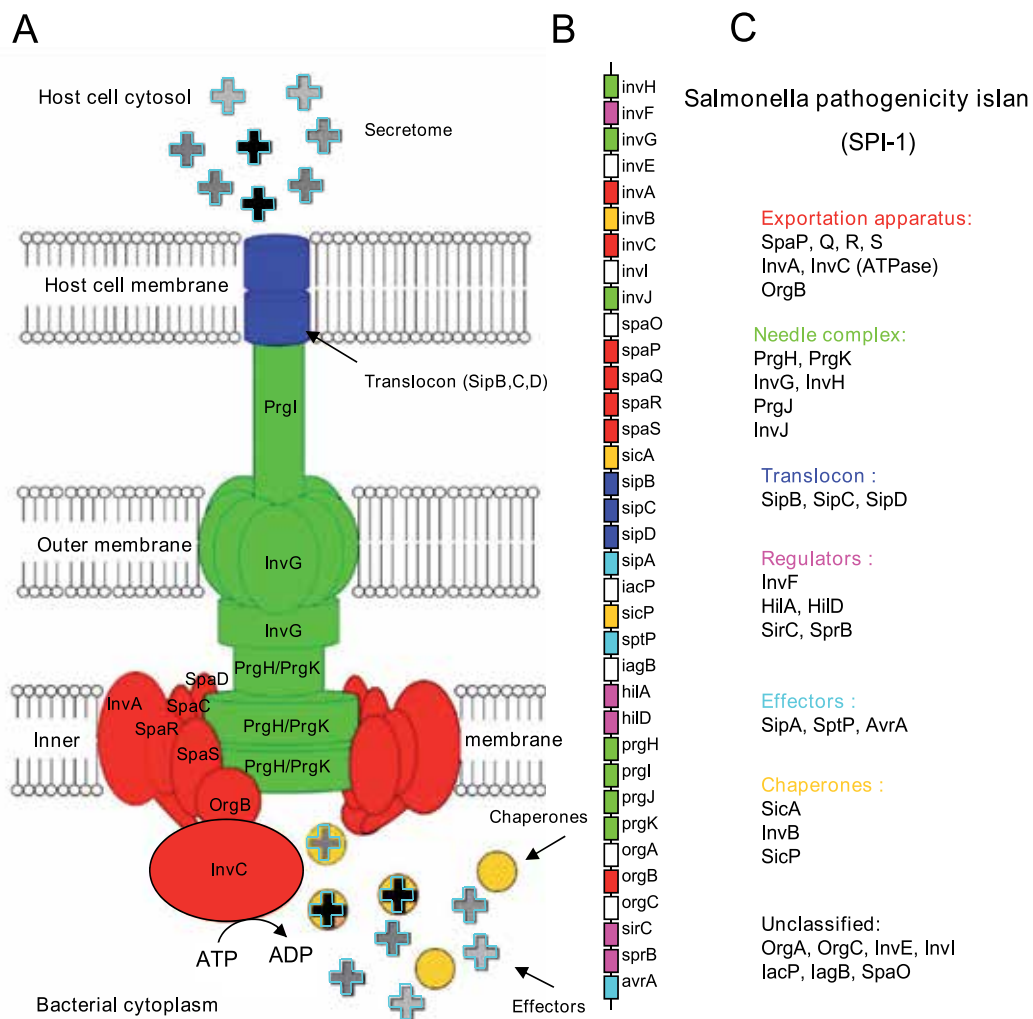 A
Host cell cytosol
Secretome
Host cell membrane
Translocon (SipB,C,D)
PrgI
Outer membrane
InvG
InvG
PrgH/PrgK
SpaD
InvA
SpaC
SpaR
PrgH/PrgK
Inner
membrane
SpaS
PrgH/PrgK
OrgB
Chaperones
InvC
ATP
ADP
Bacterial cytoplasm
Effectors
B
invH
invF
invG
invE
invA
invB
invC
invI
invJ
spaO
spaP
spaQ
spaR
spaS
sicA
sipB
sipC
sipD
sipA
iacP
sicP
sptP
iagB
hilA
hilD
prgH
prgI
prgJ
prgK
orgA
orgB
orgC
sirC
sprB
avrA
C
Salmonella pathogenicity islan
(SPI-1)
Exportation apparatus:
SpaP, Q, R, S
InvA, InvC (ATPase)
OrgB
Needle complex:
PrgH, PrgK
InvG, InvH
PrgJ
InvJ
Translocon :
SipB, SipC, SipD
Regulators :
InvF
HilA, HilD
SirC, SprB
Effectors :
SipA, SptP, AvrA
Chaperones :
SicA
InvB
SicP
Unclassified:
OrgA, OrgC, InvE, InvI
IacP, IagB, SpaO